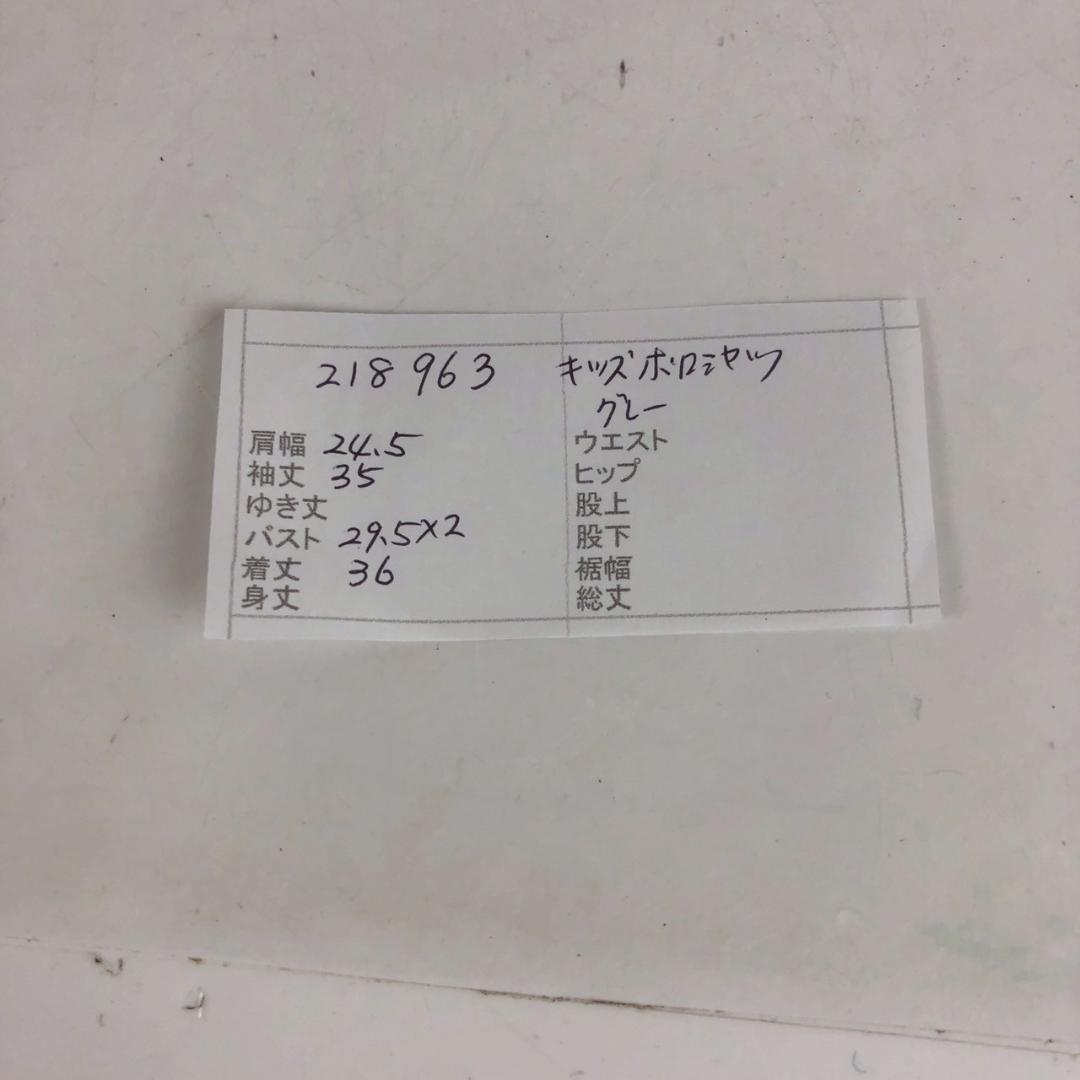 218963 キッズポロシャツ
グレー
肩幅 24.5 ウエスト
袖丈 35 ヒップ
ゆき丈 股上
バスト 29.5×2 股下
着丈 36 裾幅
身丈 総丈